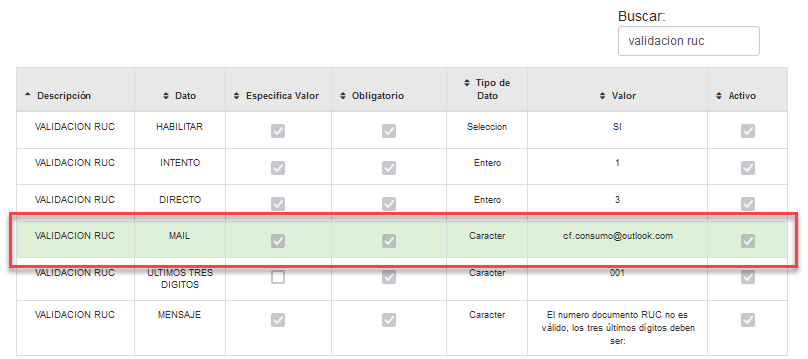 Buscar:
validacion ruc
Descripción Dato Especifica Valor Obligatorio Tipo de Dato Valor Activo
VALIDACION RUC HABILITAR Seleccion SI
VALIDACION RUC INTENTO Entero 1
VALIDACION RUC DIRECTO Entero 3
VALIDACION RUC MAIL Caracter cf.consumo@outlook.com
VALIDACION RUC ULTIMOS TRES DIGITOS Caracter 001
VALIDACION RUC MENSAJE Caracter El numero documento RUC no es
válido, los tres últimos dígitos deben
ser: